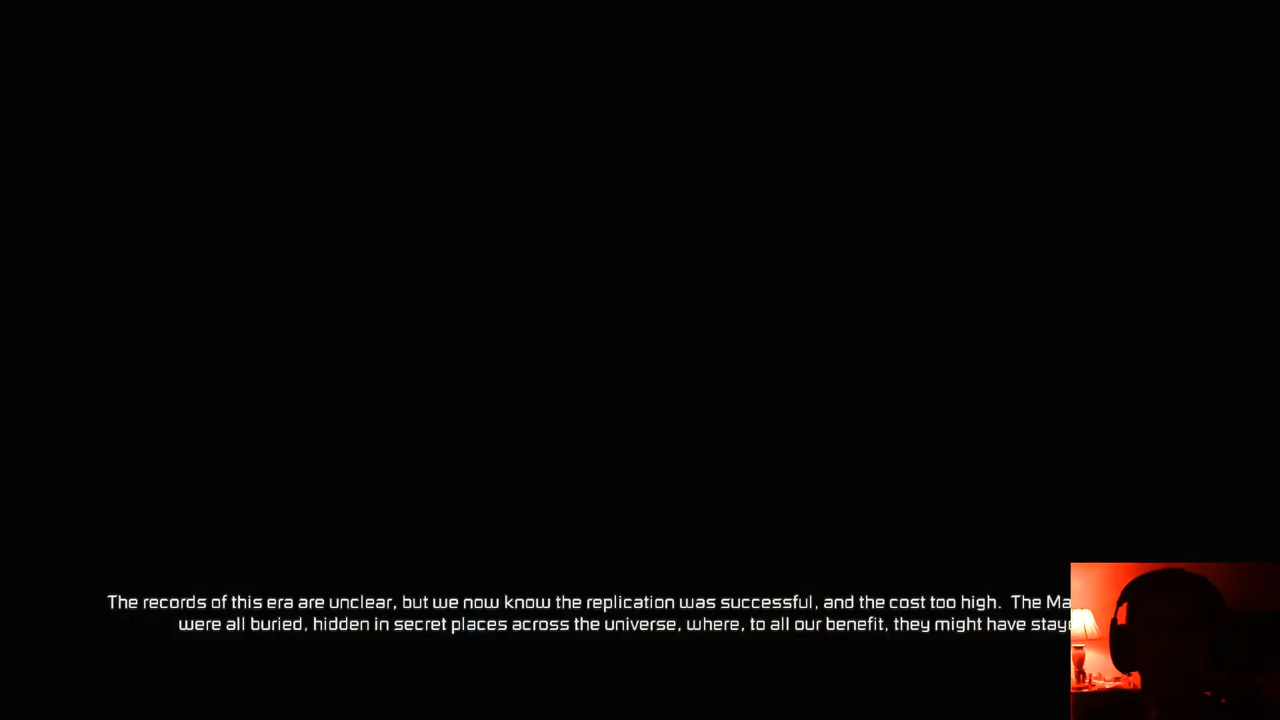 The records of this era are unclear, but we now know the replication was successful, and the cost too high. The
were all buried, hidden in secret places across the universe, where, to all our benefit, they might have